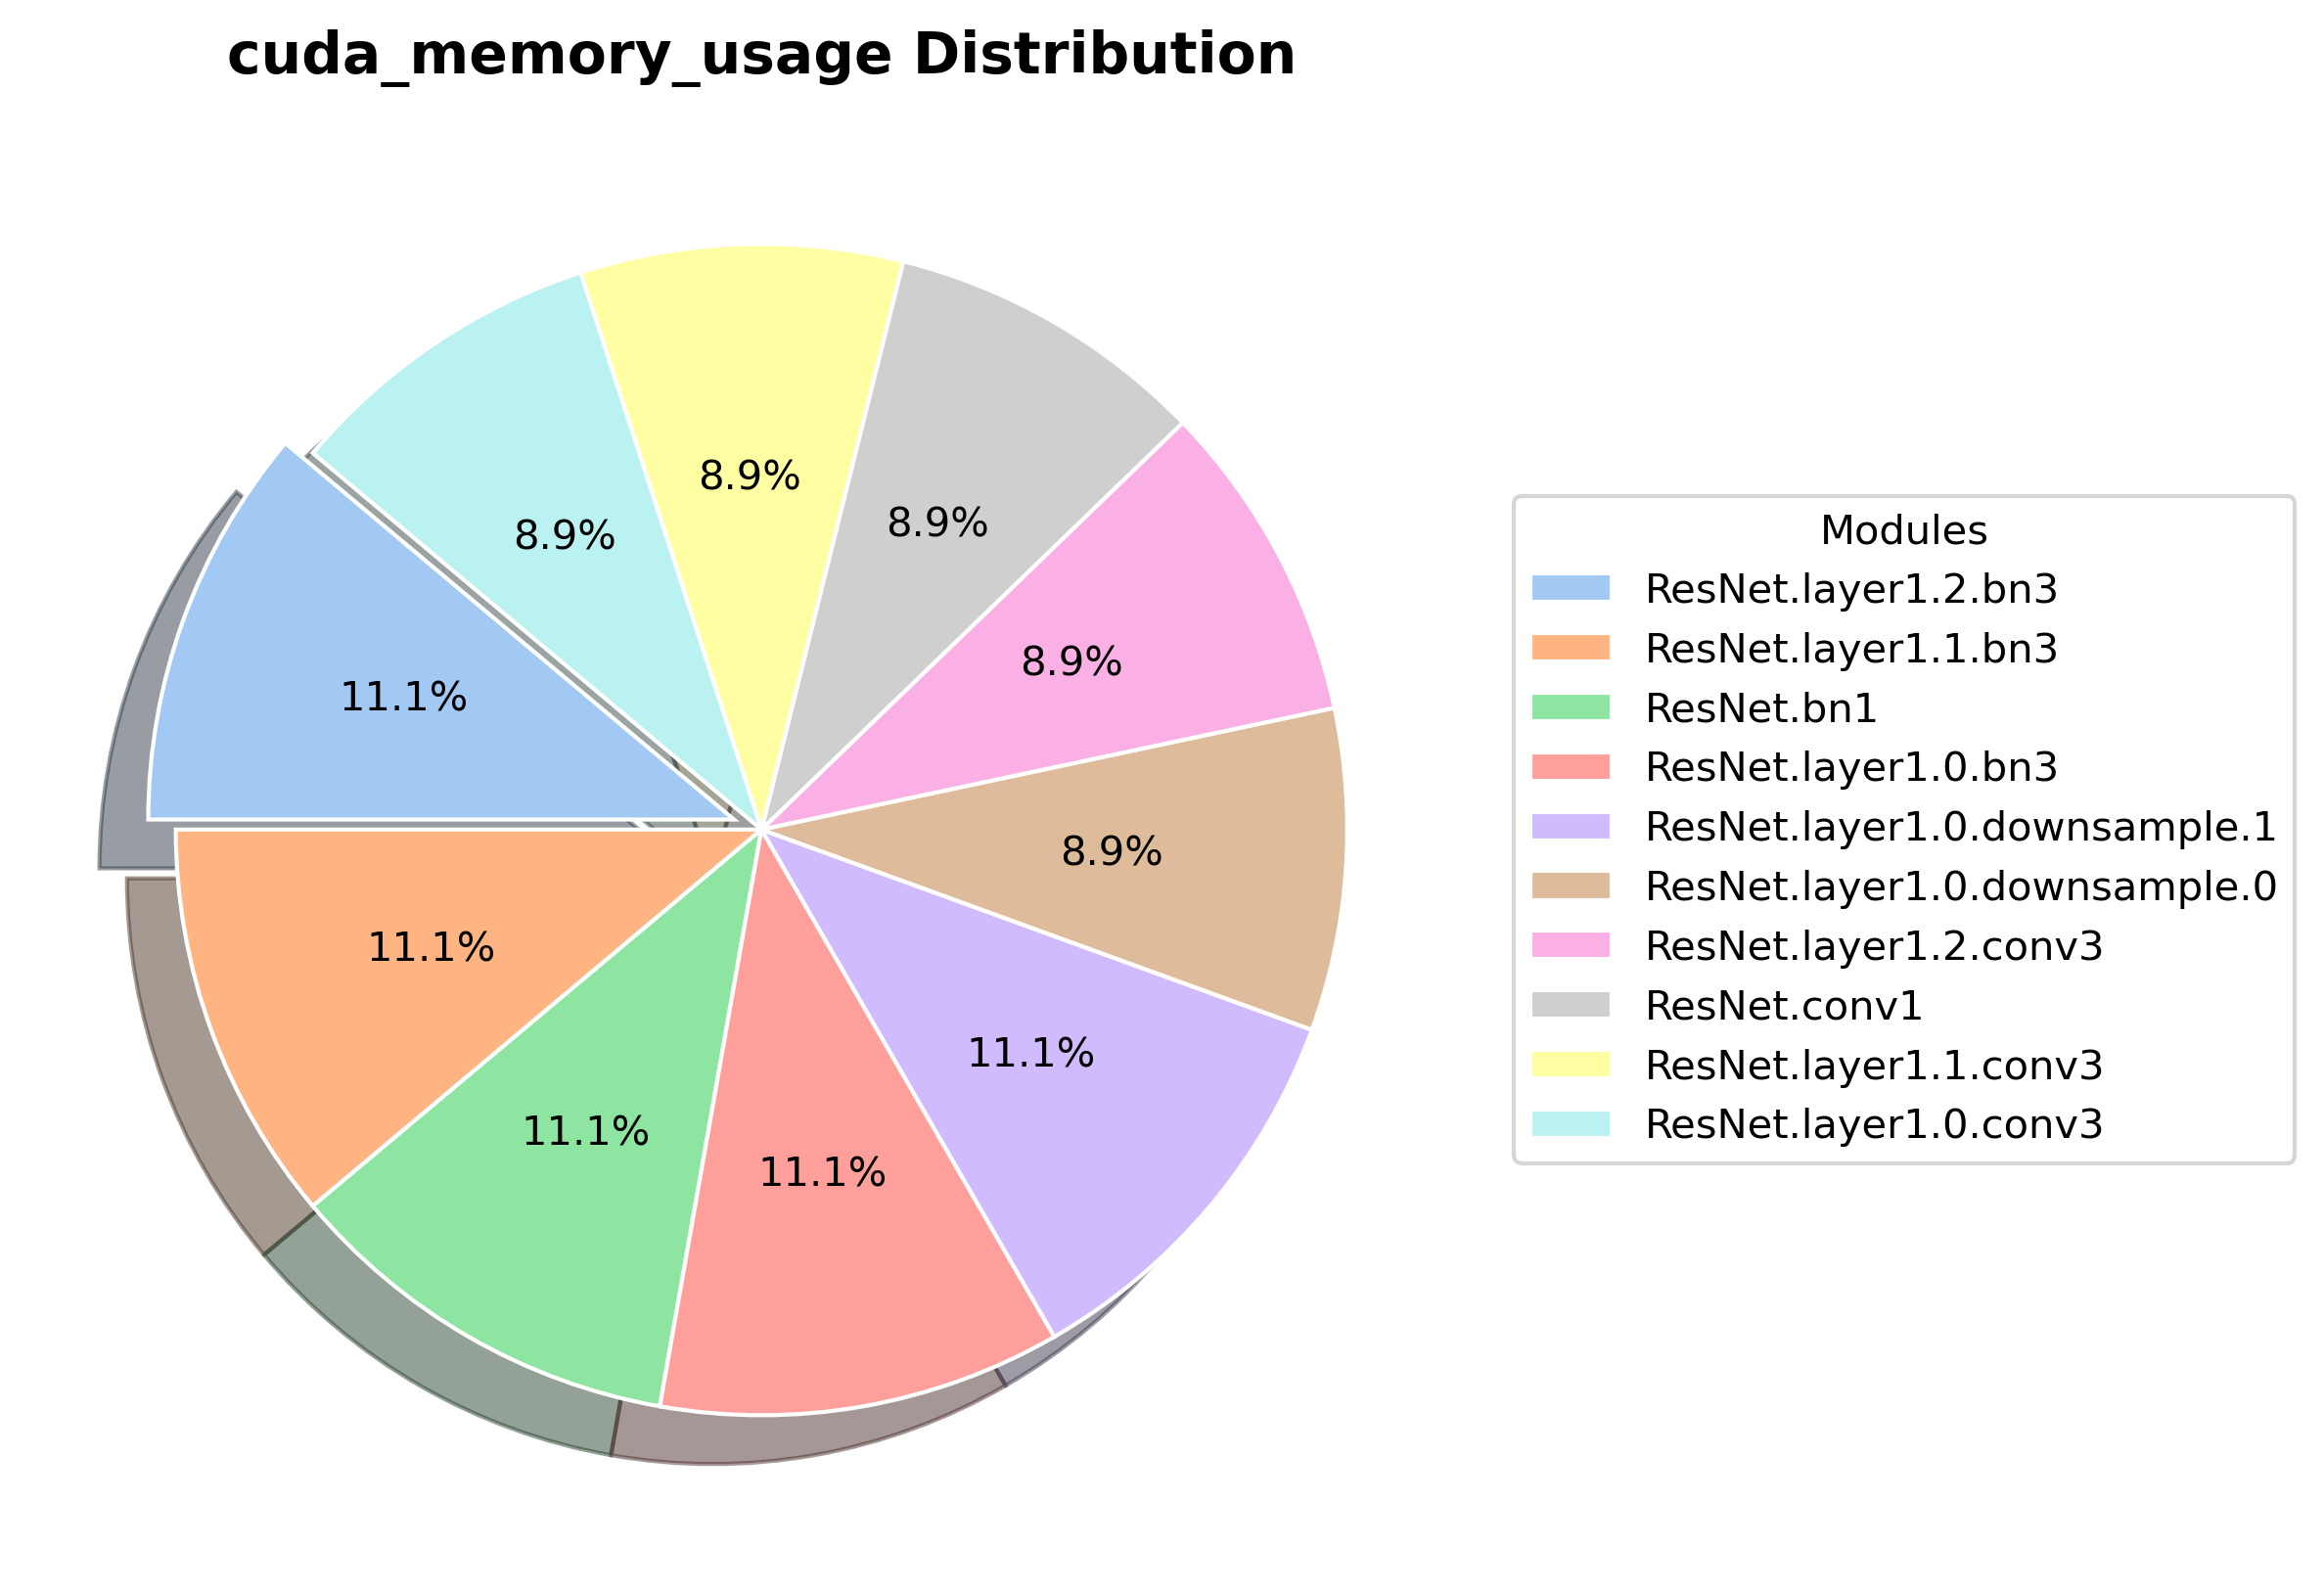 cuda_memory_usage Distribution
8.9%
8.9%
8.9%
8.9%
11.1%
8.9%
11.1%
11.1%
11.1%
11.1%
Modules
ResNet.layer1.2.bn3
ResNet.layer1.1.bn3
ResNet.bn1
ResNet.layer1.0.bn3
ResNet.layer1.0.downsample.1
ResNet.layer1.0.downsample.0
ResNet.layer1.2.conv3
ResNet.conv1
ResNet.layer1.1.conv3
ResNet.layer1.0.conv3